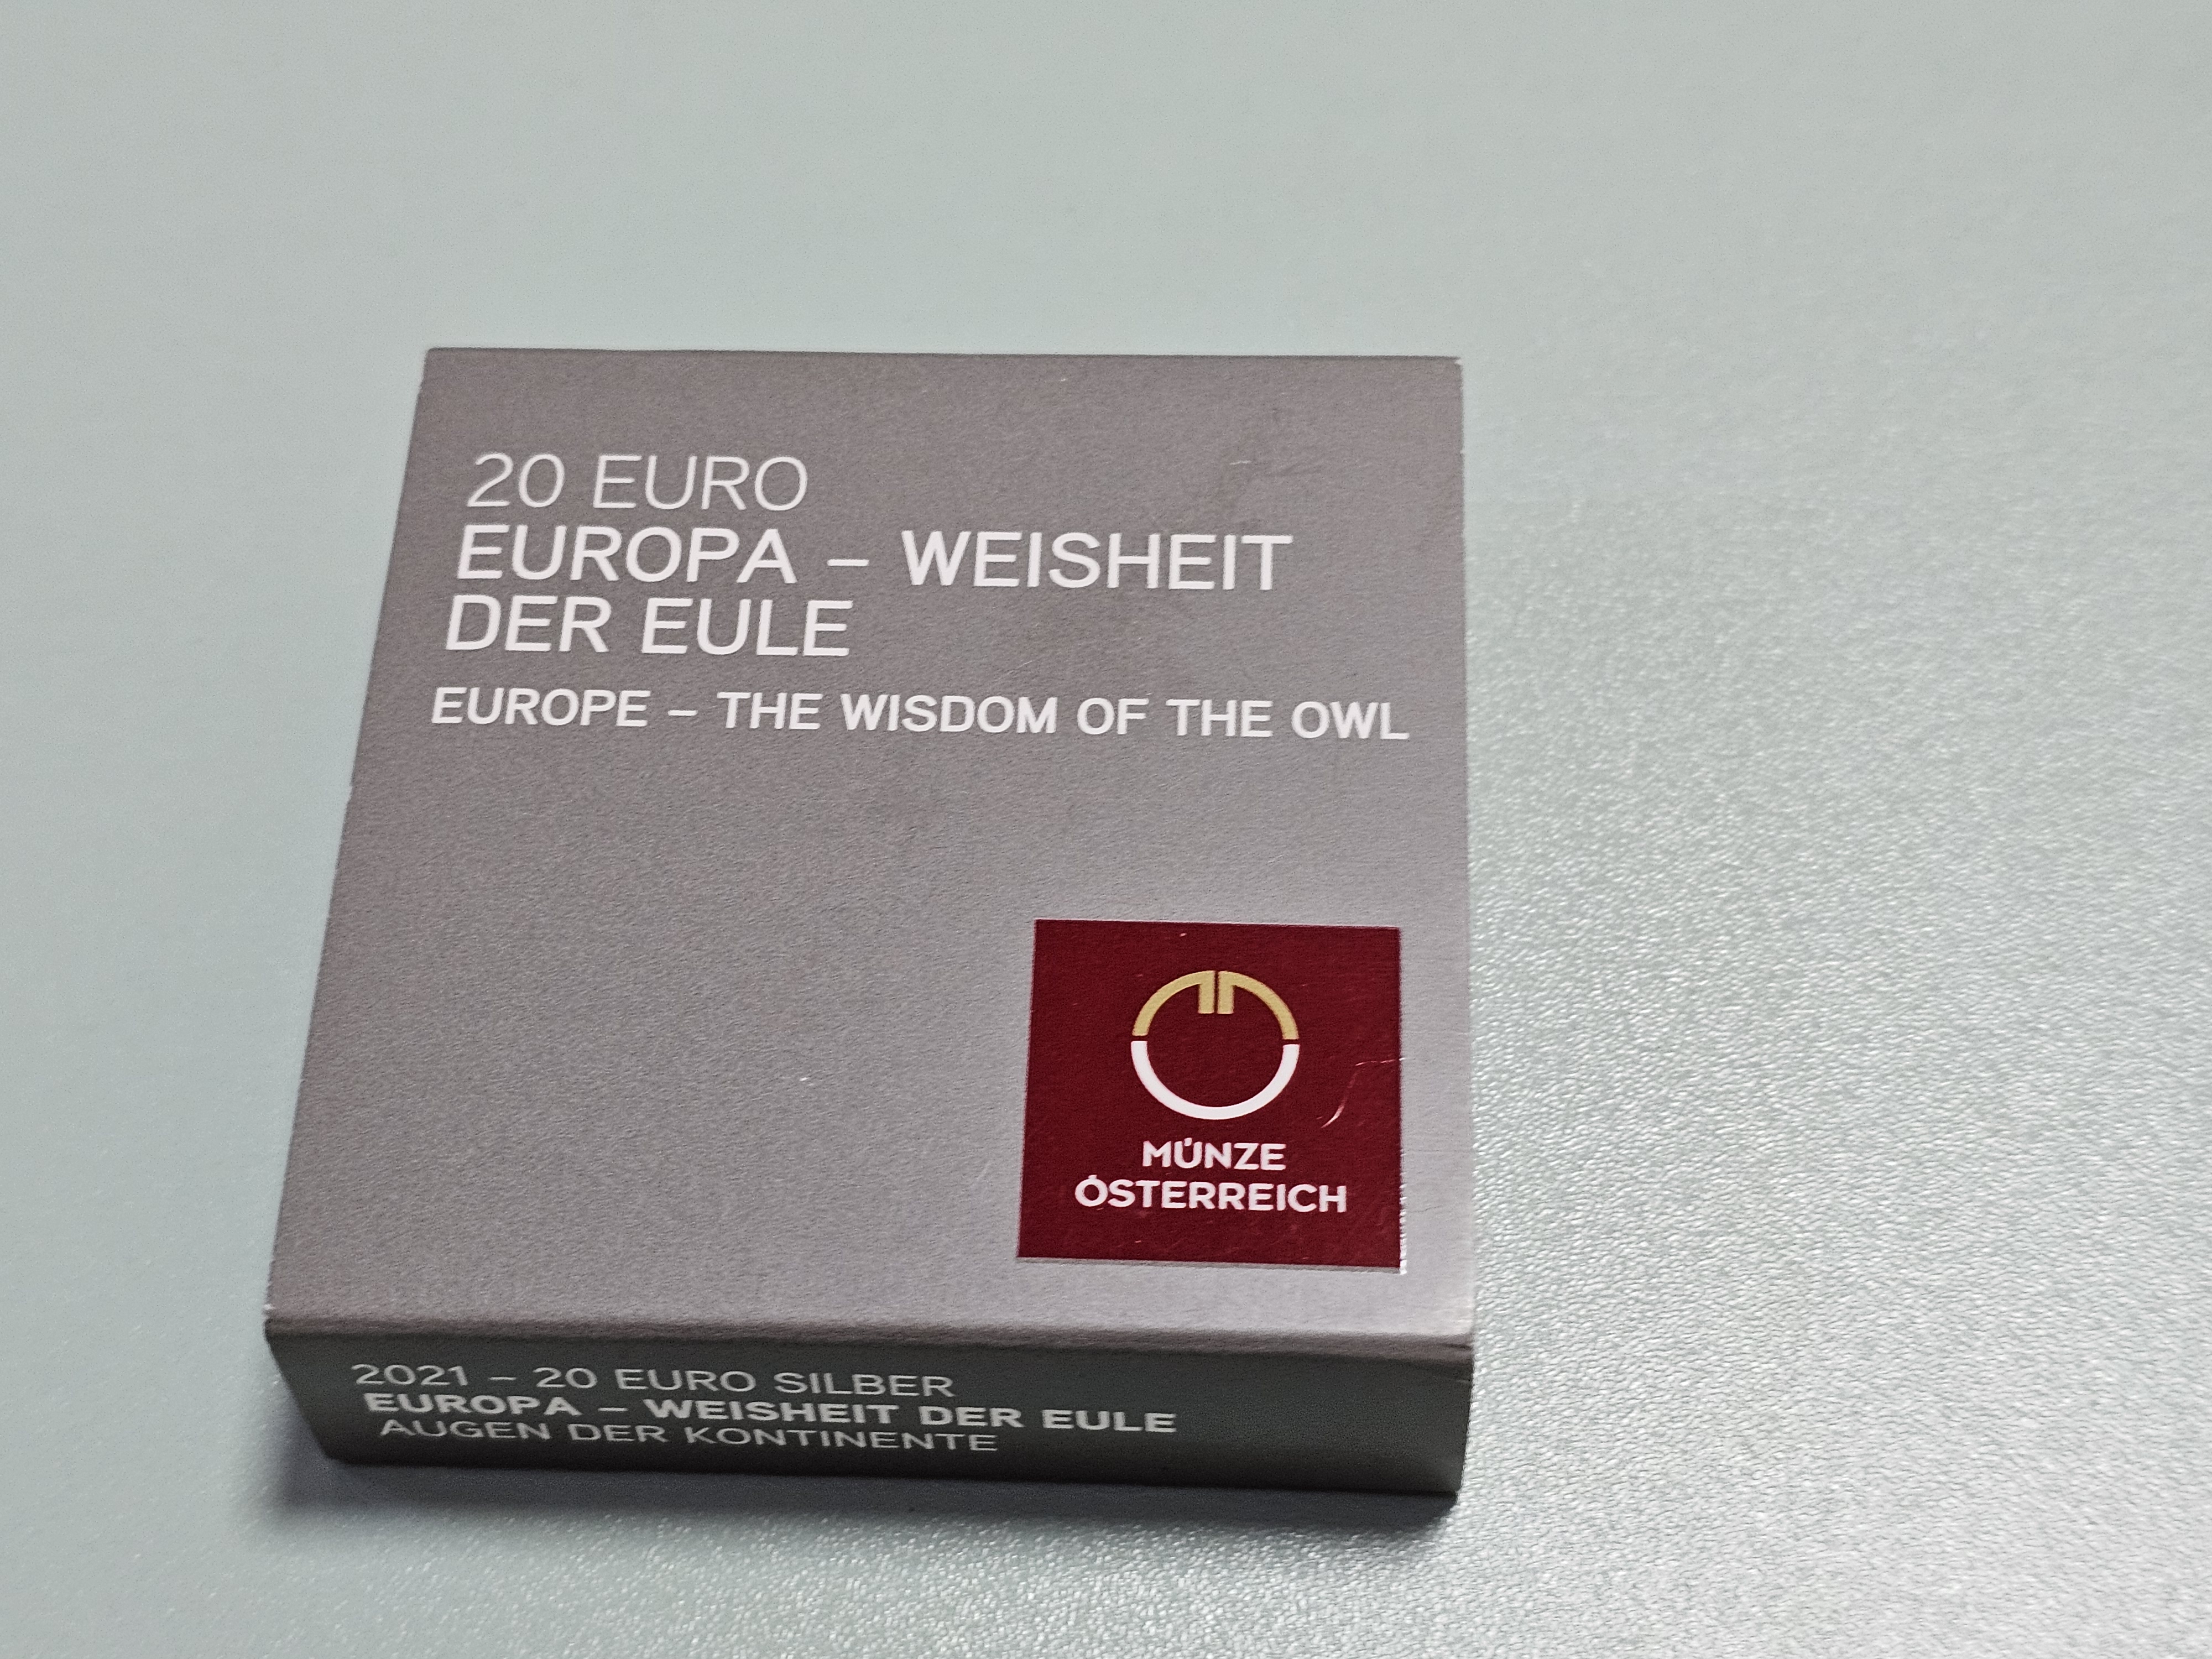 20 EURO
EUROPA – WEISHEIT
DER EULE
EUROPE – THE WISDOM OF THE OWL
MÜNZE
ÖSTERREICH
2021 – 20 EURO SILBER
EUROPA – WEISHEIT DER EULE
AUGEN DER KONTINENTE